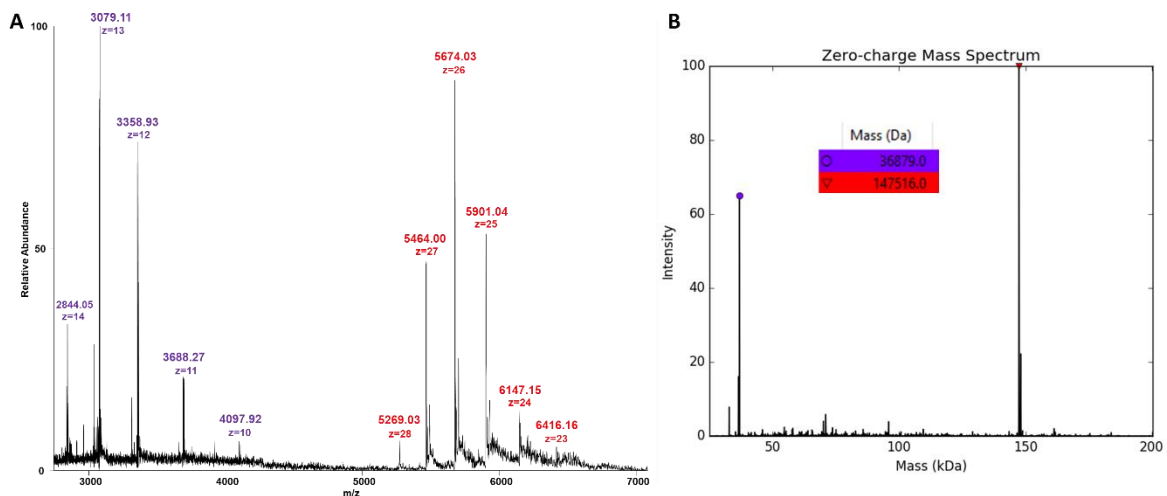 A
100
50
0
Relative Abundance
2844.05
z=14
3079.11
z=13
3358.93
z=12
3688.27
z=11
4097.92
z=10
5269.03
z=28
5464.00
z=27
5674.03
z=26
5901.04
z=25
6147.15
z=24
6416.16
z=23
3000
4000
5000
6000
7000
m/z
B
Zero-charge Mass Spectrum
100
80
60
40
20
0
Intensity
Mass (Da)
36879.0
147516.0
50
100
150
200
Mass (kDa)